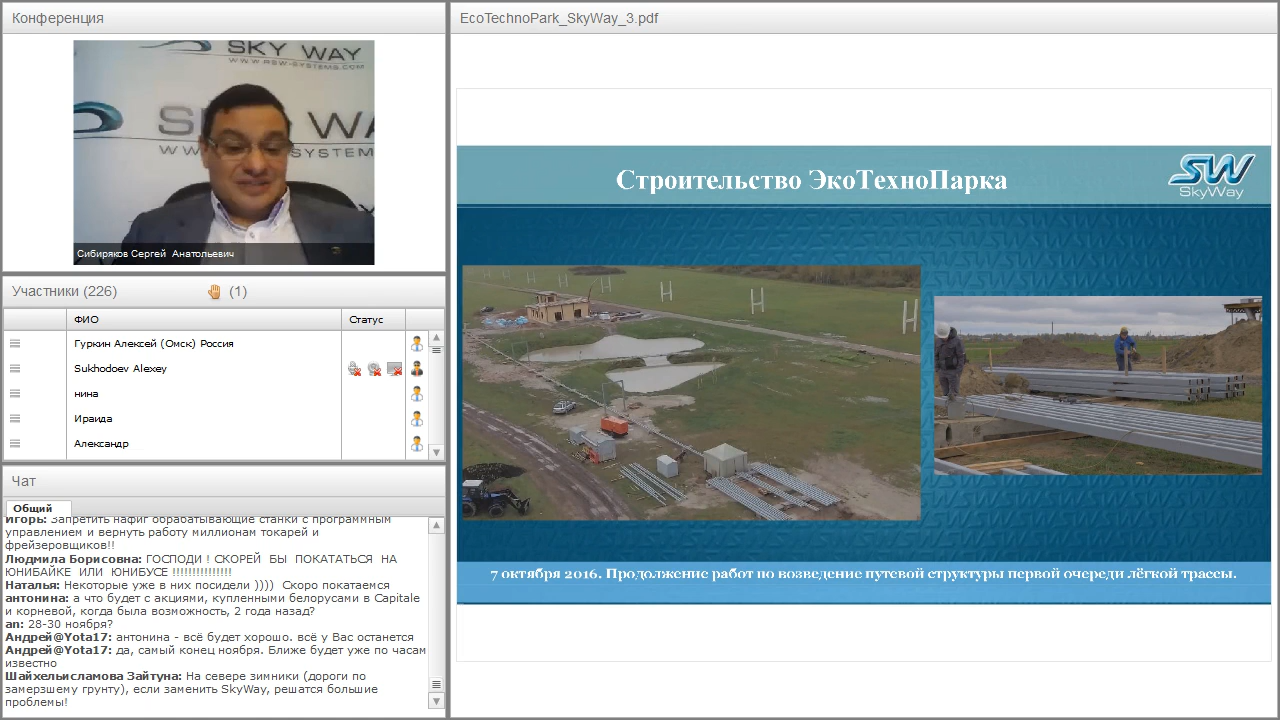 Конференция
SKY WAY
WWW.RSW-SYSTEMS.COM
Сибиряков Сергей Анатольевич
Участники (226)
(1)
ФИО
Статус
Гуркин Алексей (Омск) Россия
Sukhodoev Alexey
нина
Ираида
Александр
Чат
Общий
Игорь: Запретить нафиг обрабатывающие станки с программным
управлением и вернуть работу миллионам токарей и
фрейзеровщиков!!
Людмила Борисовна: ГОСПОДИ ! СКОРЕЙ БЫ ПОКАТАТЬСЯ НА
ЮНИБАЙКЕ ИЛИ ЮНИБУСЕ !!!!!!!!!!!!!!!
Наталья: Некоторые уже в них посидели )))) Скоро покатаемся
антонина: а что будет с акциями, купленными белорусами в Capitale
и корневой, когда была возможность, 2 года назад?
an: 28-30 ноября?
Андрей@Yota17: антонина - всё будет хорошо. всё у Вас останется
Андрей@Yota17: да, самый конец ноября. Ближе будет уже по часам
известно
Шайхельисламова Зайтуна: На севере зимники (дороги по
замерзшему грунту), если заменить SkyWay, решатся большие
проблемы!
EcoTechnoPark_SkyWay_3.pdf
Строительство ЭкоТехноПарка
SW
SkyWay
7 октября 2016. Продолжение работ по возведение путевой структуры первой очереди лёгкой трассы.